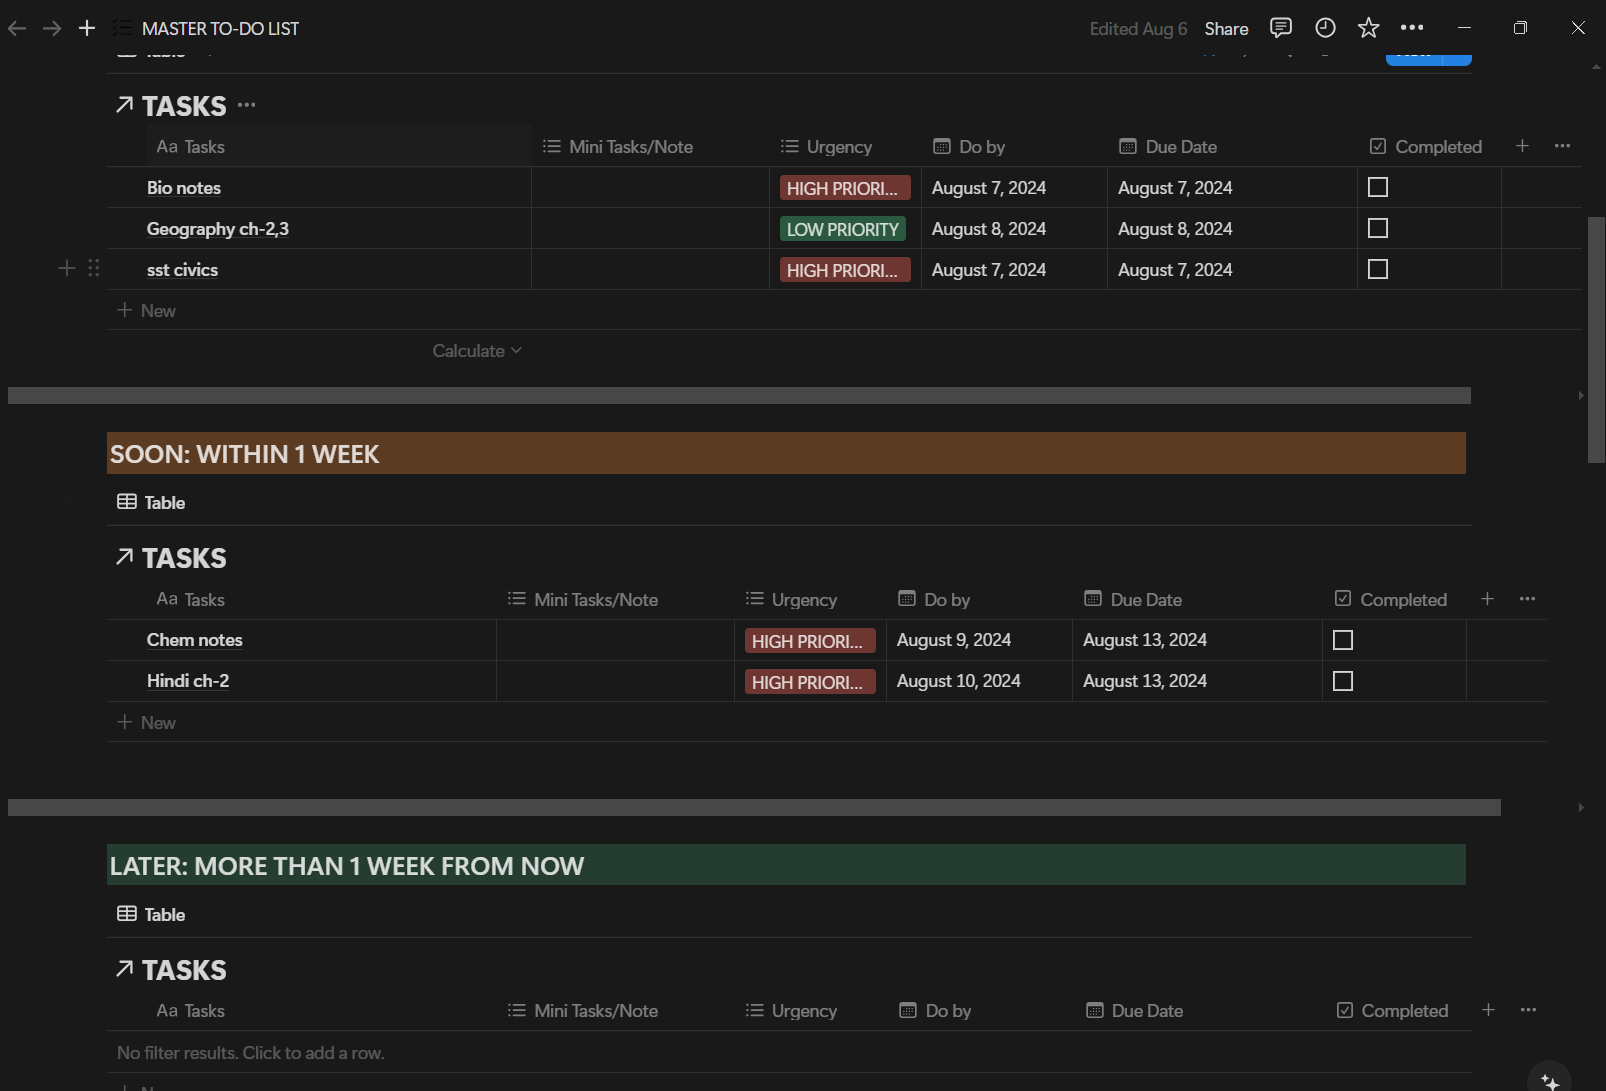 MASTER TO-DO LIST Edited Aug 6 Share
TASKS
Aa Tasks Mini Tasks/Note Urgency Do by Due Date Completed
Bio notes HIGH PRIORI... August 7, 2024 August 7, 2024
Geography ch-2,3 LOW PRIORITY August 8, 2024 August 8, 2024
sst civics HIGH PRIORI... August 7, 2024 August 7, 2024
New
Calculate
SOON: WITHIN 1 WEEK
Table
TASKS
Aa Tasks Mini Tasks/Note Urgency Do by Due Date Completed
Chem notes HIGH PRIORI... August 9, 2024 August 13, 2024
Hindi ch-2 HIGH PRIORI... August 10, 2024 August 13, 2024
New
LATER: MORE THAN 1 WEEK FROM NOW
Table
TASKS
Aa Tasks Mini Tasks/Note Urgency Do by Due Date Completed
No filter results. Click to add a row.